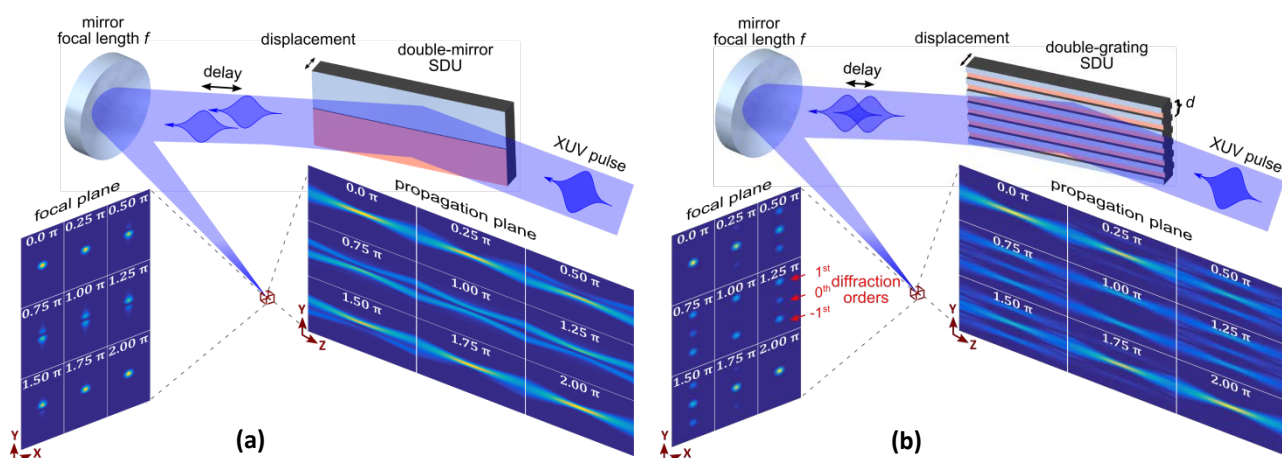 mirror
focal length f
displacement
double-mirror
SDU
delay
XUV pulse
focal plane
propagation plane
0.0 π
0.25 π
0.50 π
0.75 π
1.00 π
1.25 π
1.50 π
1.75 π
2.00 π
0.0 π
0.25 π
0.50 π
0.75 π
1.00 π
1.25 π
1.50 π
1.75 π
2.00 π
Y
X
Y
Z
(a)
mirror
focal length f
displacement
double-grating
SDU
delay
d
XUV pulse
focal plane
propagation plane
0.0 π
0.25 π
0.50 π
0.75 π
1.00 π
1.25 π
1.50 π
1.75 π
2.00 π
1st
0th
-1st
diffraction
orders
0.0 π
0.25 π
0.50 π
0.75 π
1.00 π
1.25 π
1.50 π
1.75 π
2.00 π
Y
X
Y
Z
(b)